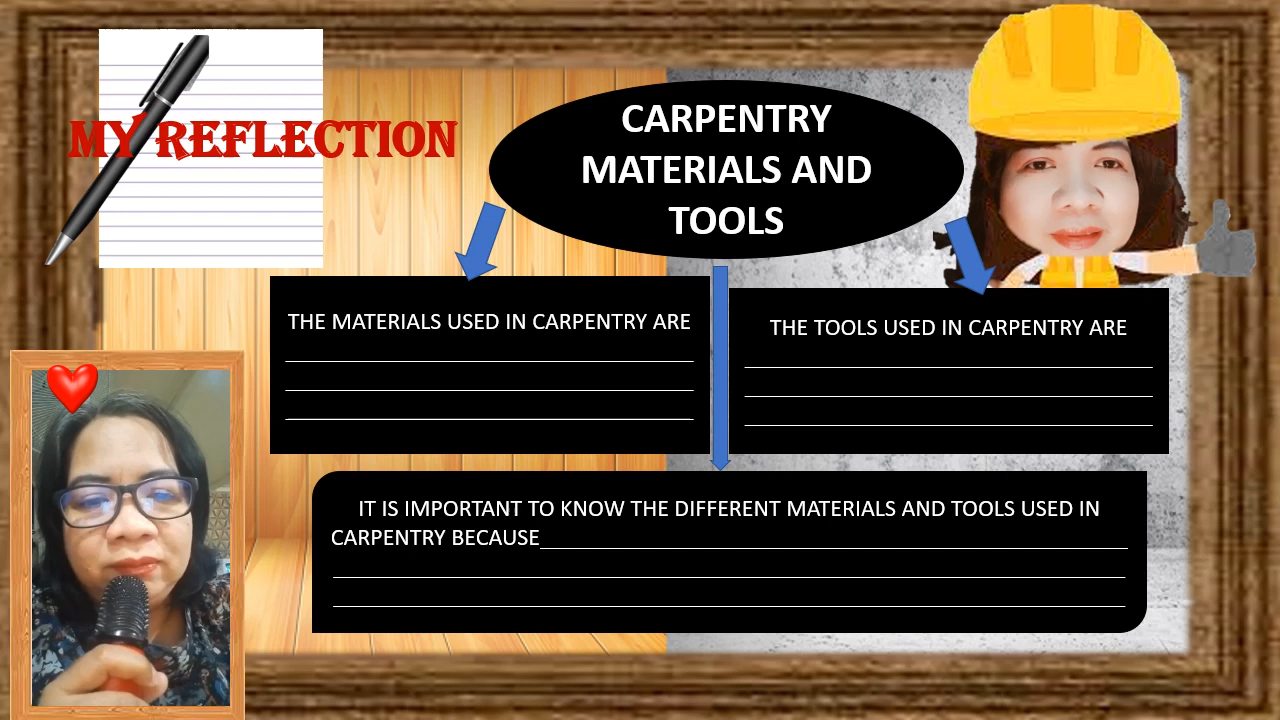 MY REFLECTION
CARPENTRY
MATERIALS AND
TOOLS
THE MATERIALS USED IN CARPENTRY ARE
THE TOOLS USED IN CARPENTRY ARE
IT IS IMPORTANT TO KNOW THE DIFFERENT MATERIALS AND TOOLS USED IN
CARPENTRY BECAUSE